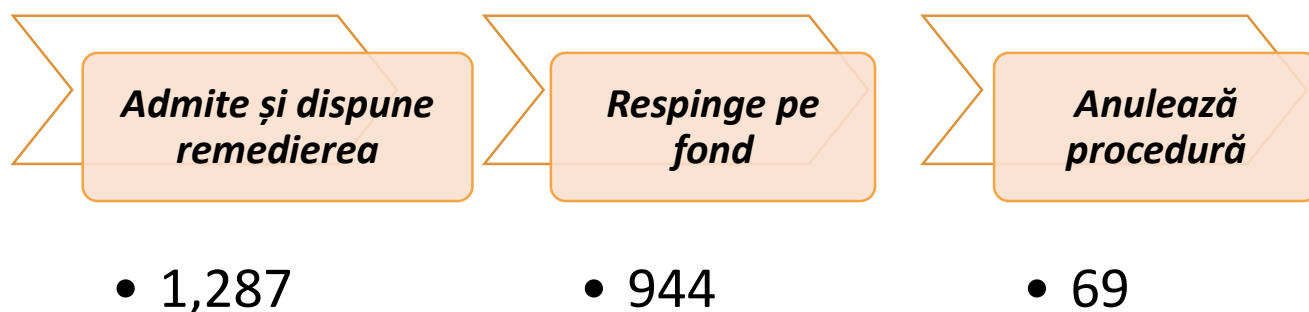 Admite și dispune
remedierea
Respinge pe
fond
Anulează
procedură
• 1,287
• 944
• 69